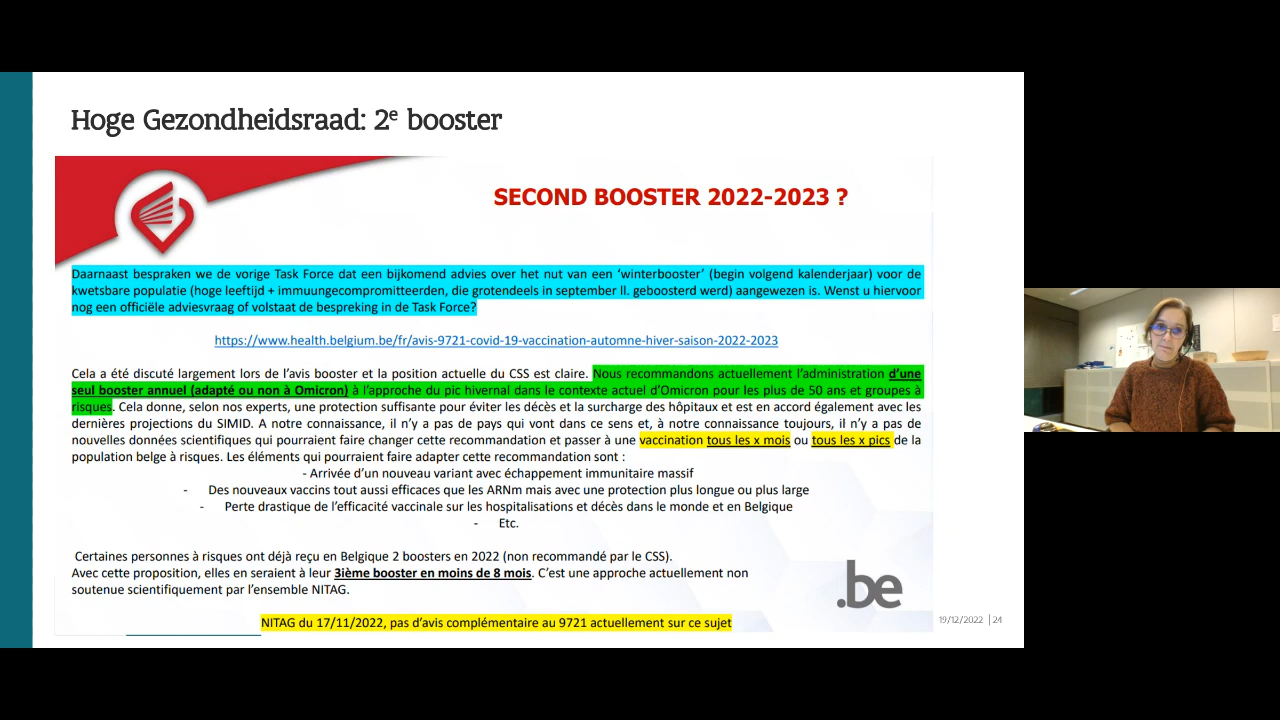 Hoge Gezondheidsraad: 2e booster
SECOND BOOSTER 2022-2023 ?
Daarnaast bespraken we de vorige Task Force dat een bijkomend advies over het nut van een ‘winterbooster’ (begin volgend kalenderjaar) voor de
kwetsbare populatie (hoge leeftijd + immuungecompromitteerden, die grotendeels in september ll. geboosterd werd) aangewezen is. Wenst u hiervoor
nog een officiële adviesvraag of volstaat de bespreking in de Task Force?
https://www.health.belgium.be/fr/avis-9721-covid-19-vaccination-automne-hiver-saison-2022-2023
Cela a été discuté largement lors de l’avis booster et la position actuelle du CSS est claire. Nous recommandons actuellement l’administration d’une
seul booster annuel (adapté ou non à Omicron) à l’approche du pic hivernal dans le contexte actuel d’Omicron pour les plus de 50 ans et groupes à
risques. Cela donne, selon nos experts, une protection suffisante pour éviter les décès et la surcharge des hôpitaux et est en accord également avec les
dernières projections du SIMID. A notre connaissance, il n’y a pas de pays qui vont dans ce sens et, à notre connaissance toujours, il n’y a pas de
nouvelles données scientifiques qui pourraient faire changer cette recommandation et passer à une vaccination tous les x mois ou tous les x pics de la
population belge à risques. Les éléments qui pourraient faire adapter cette recommandation sont :
- Arrivée d’un nouveau variant avec échappement immunitaire massif
- Des nouveaux vaccins tout aussi efficaces que les ARNm mais avec une protection plus longue ou plus large
- Perte drastique de l’efficacité vaccinale sur les hospitalisations et décès dans le monde et en Belgique
- Etc.
Certaines personnes à risques ont déjà reçu en Belgique 2 boosters en 2022 (non recommandé par le CSS).
Avec cette proposition, elles en seraient à leur 3ième booster en moins de 8 mois. C’est une approche actuellement non
soutenue scientifiquement par l’ensemble NITAG.
.be
19/12/2022 | 24
NITAG du 17/11/2022, pas d’avis complémentaire au 9721 actuellement sur ce sujet